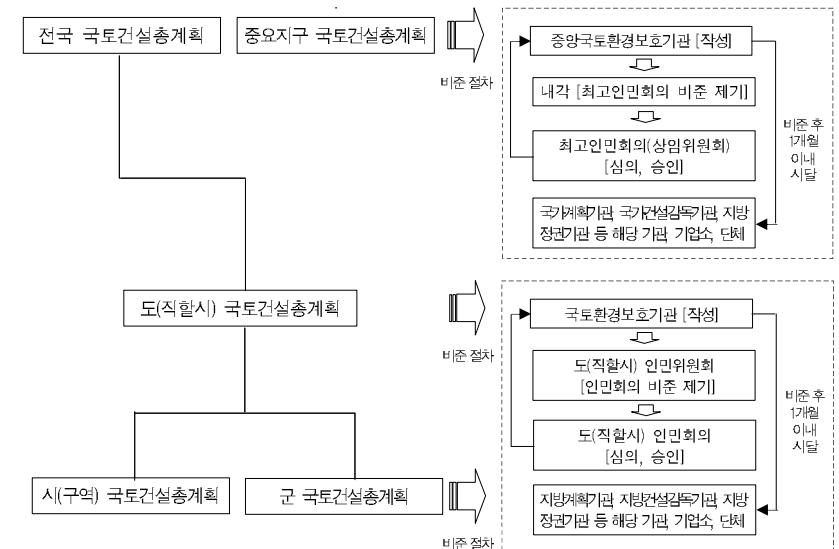 전국 국토건설총계획
중요지구 국토건설총계획
비준 절차
중앙국토환경보호기관 [작성]
내각 [최고인민회의 비준 제기]
최고인민회의(상임위원회)
[심의, 승인]
국가계획기관, 국가건설감독기관, 지방
정권기관 등 해당 기관, 기업소, 단체
비준 후
1개월
이내
시달
도(직할시) 국토건설총계획
비준 절차
국토환경보호기관 [작성]
도(직할시) 인민위원회
[인민회의 비준 제기]
도(직할시) 인민회의
[심의, 승인]
지방계획기관, 지방건설감독기관, 지방
정권기관 등 해당 기관, 기업소, 단체
비준 후
1개월
이내
시달
시(구역) 국토건설총계획
군 국토건설총계획
비준 절차